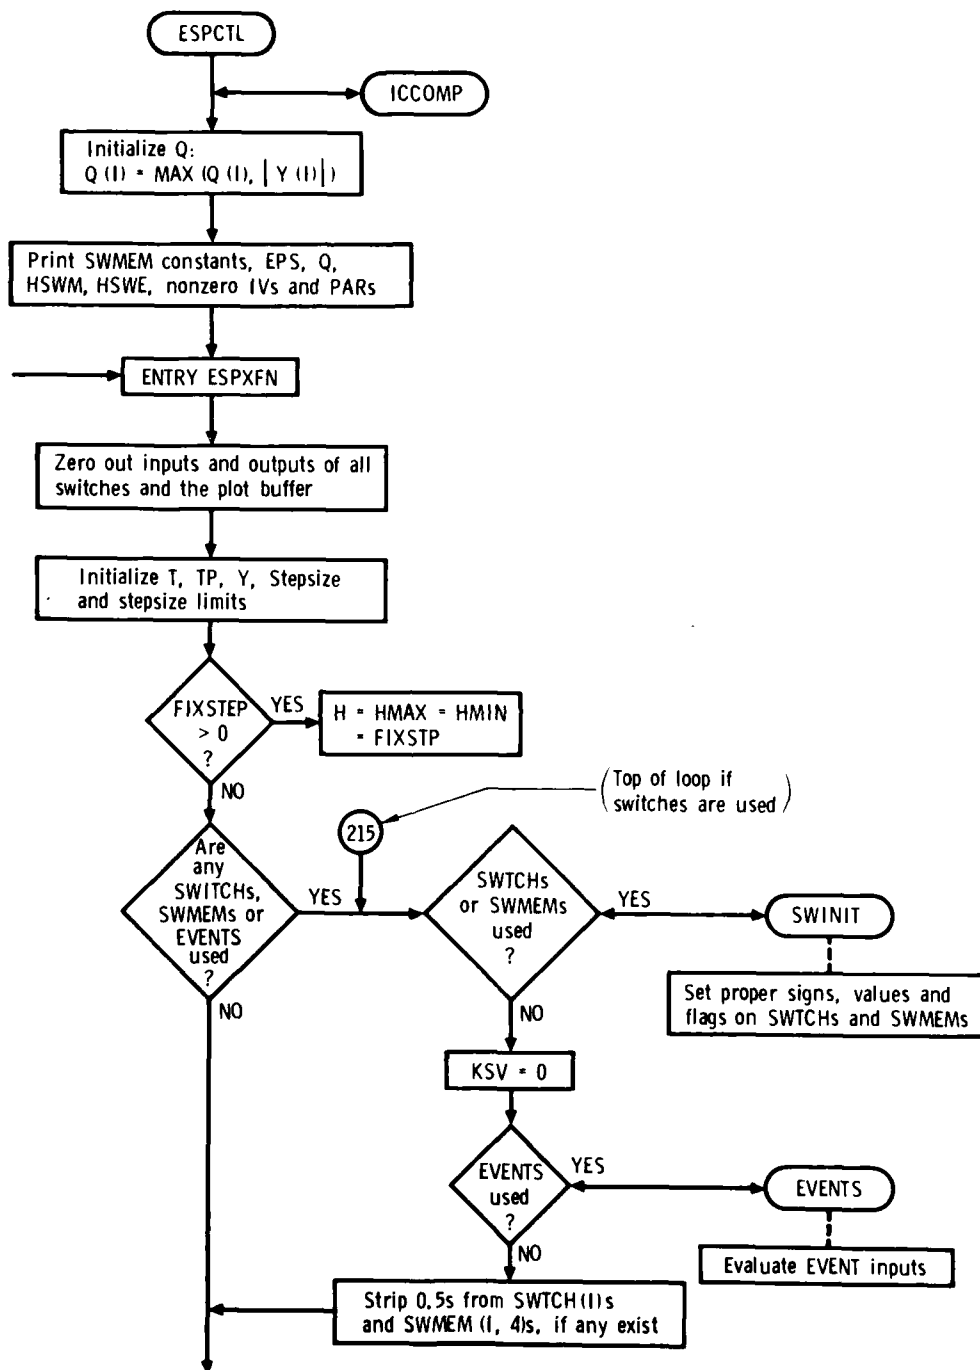 ESPCTL
ICCOMP
Initialize Q:
Q (I) = MAX (Q (I), | Y (I)| )
Print SWMEM constants, EPS, Q,
HSWM, HSWE, nonzero IVs and PARs
ENTRY ESPXFN
Zero out inputs and outputs of all
switches and the plot buffer
Initialize T, TP, Y, Stepsize
and stepsize limits
FIXSTEP
> 0
?
YES
H = HMAX = HMIN
= FIXSTP
NO
(Top of loop if
switches are used)
215
Are
any
SWITCHs,
SWMEMs or
EVENTS
used
?
YES
SWTCHs
or SWMEMs
used
?
YES
SWINIT
NO
NO
Set proper signs, values and
flags on SWTCHs and SWMEMs
KSV = 0
EVENTS
used
?
YES
EVENTS
NO
Evaluate EVENT inputs
Strip 0.5s from SWTCH (I)s
and SWMEM (I, 4)s, if any exist